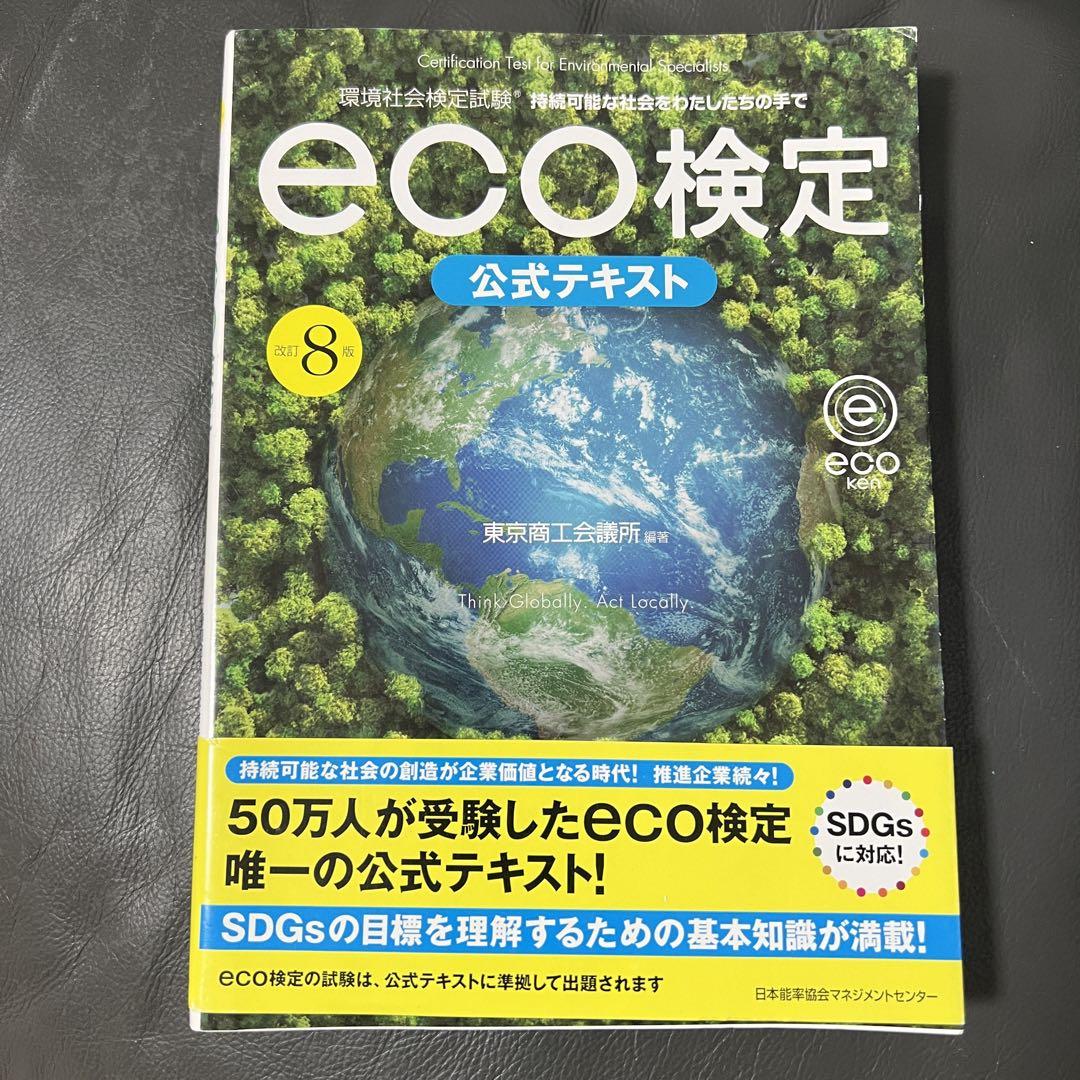 Certification Test for Environmental Specialists
環境社会検定試験® 持続可能な社会をわたしたちの手で
eco検定
公式テキスト
改訂8版
e
eco
Ken
東京商工会議所 編著
Think Globally. Act Locally.
持続可能な社会の創造が企業価値となる時代! 推進企業続々!
50万人が受験したeco検定
唯一の公式テキスト!
SDGs
に対応!
SDGsの目標を理解するための基本知識が満載!
eco検定の試験は、公式テキストに準拠して出題されます
日本能率協会マネジメントセンター